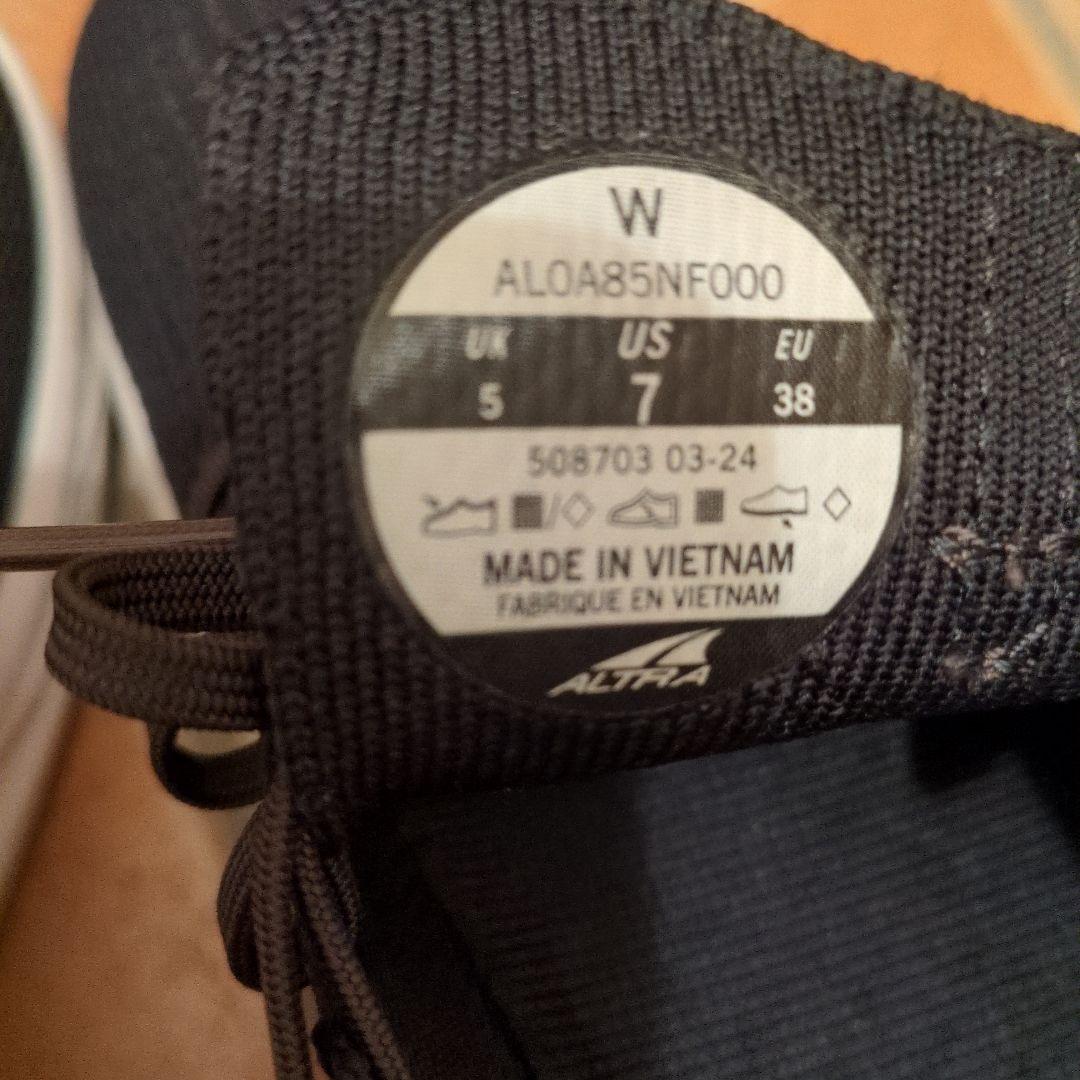 W
AL0A85NF000
UK US EU
5 7 38
508703 03-24
MADE IN VIETNAM
FABRIQUE EN VIETNAM
ALTRA